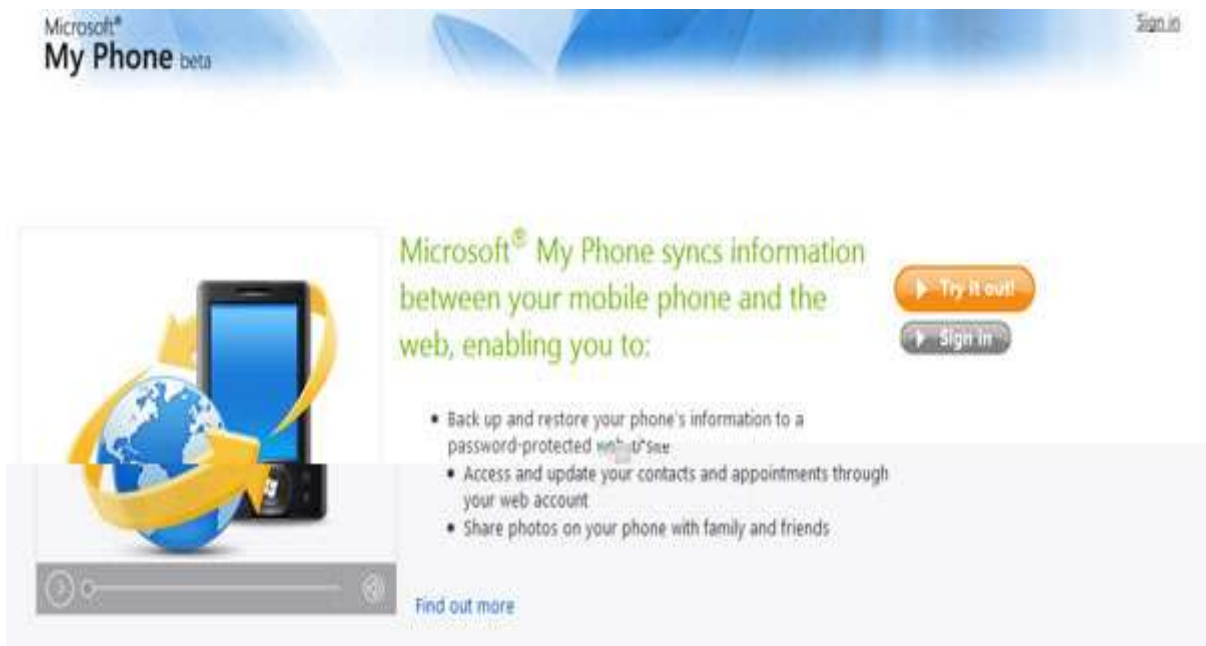 Microsoft®
My Phone beta
Sign in
Microsoft® My Phone syncs information
between your mobile phone and the
web, enabling you to:
Try it out!
Sign in
• Back up and restore your phone's information to a
password-protected
• Access and update your contacts and appointments through
your web account
• Share photos on your phone with family and friends
Find out more